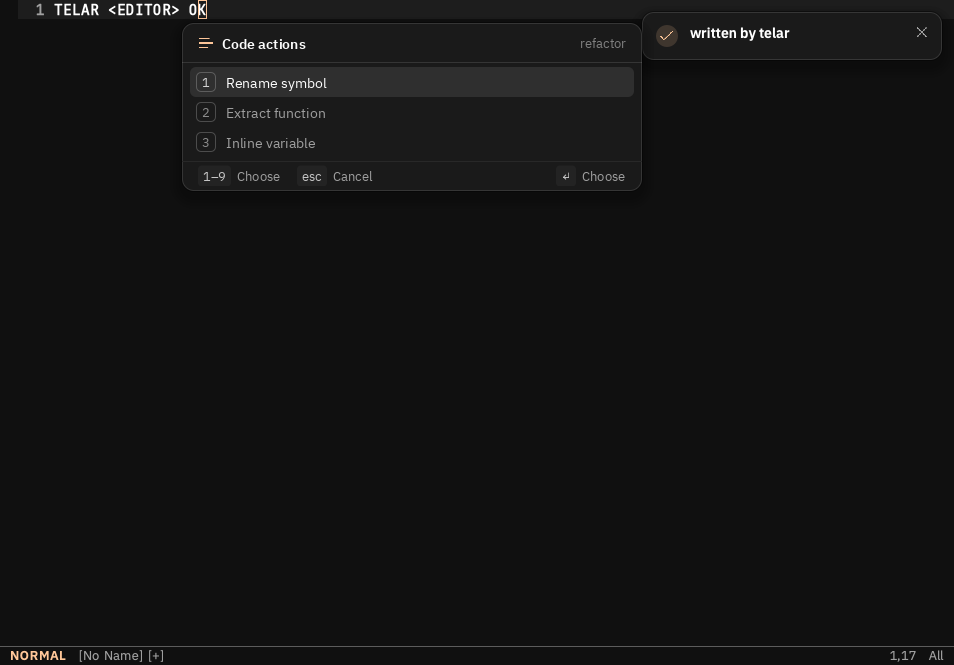 1 TELAR <EDITOR> OK
Code actions refactor
1 Rename symbol
2 Extract function
3 Inline variable
1–9 Choose esc Cancel ↵ Choose
written by telar
NORMAL [No Name] [+] 1,17 All